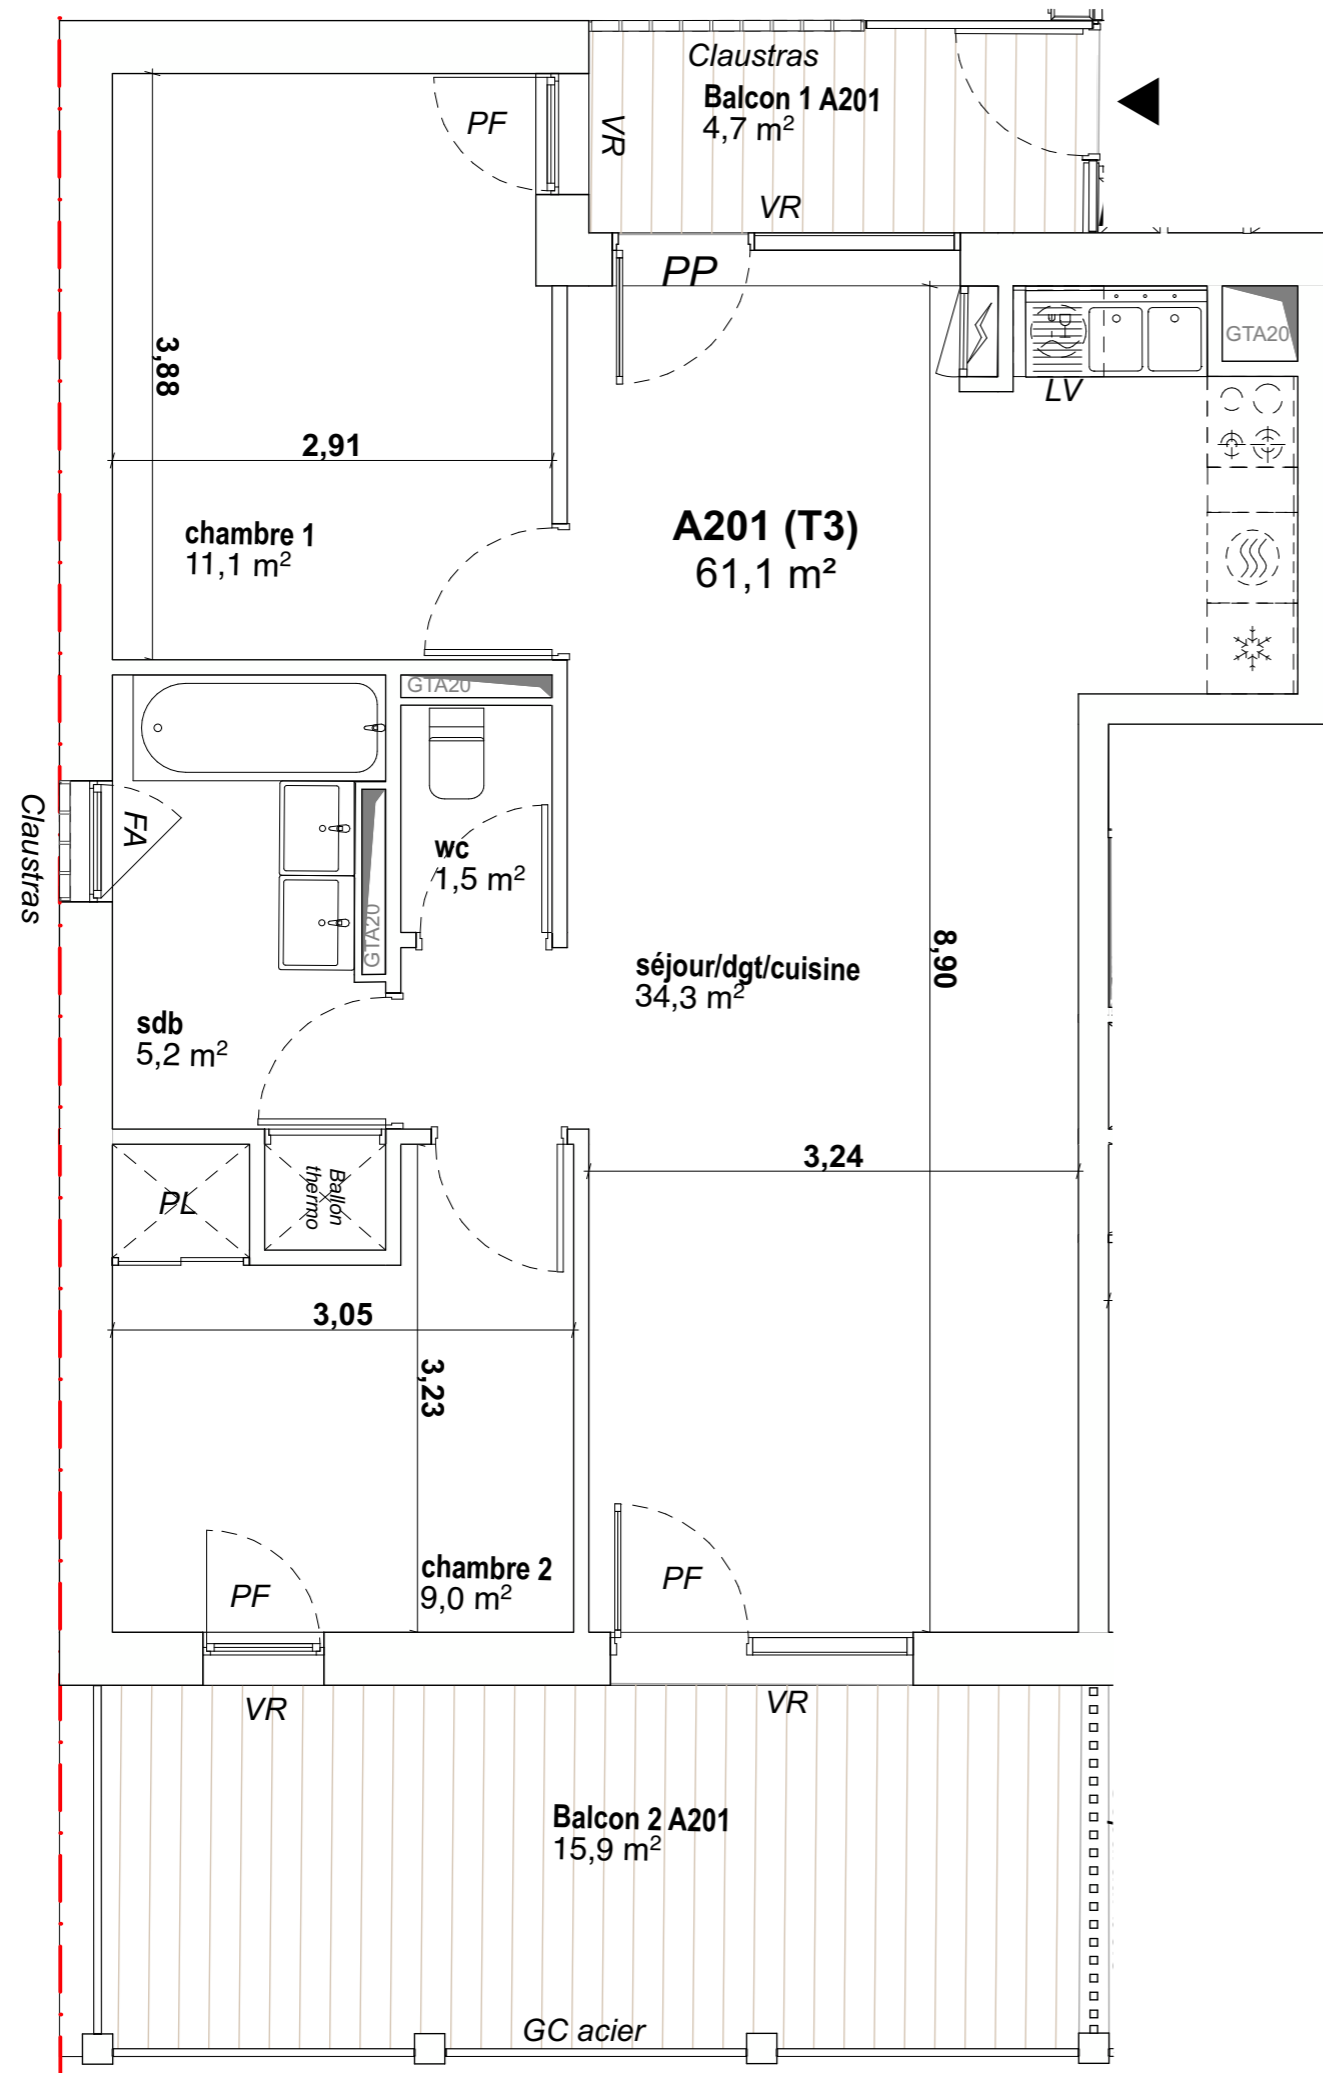 Claustras
Balcon 1 A201
4,7 m²
PF
VR
VR
PP
GTA20
LV
3,88
2,91
A201 (T3)
61,1 m²
chambre 1
11,1 m²
GTA20
Claustras
FA
wc
1,5 m²
GTA20
séjour/dgt/cuisine
34,3 m²
8,90
sdb
5,2 m²
3,24
PL
Ballon
thermo
3,05
3,23
chambre 2
9,0 m²
PF
PF
VR
VR
Balcon 2 A201
15,9 m²
GC acier